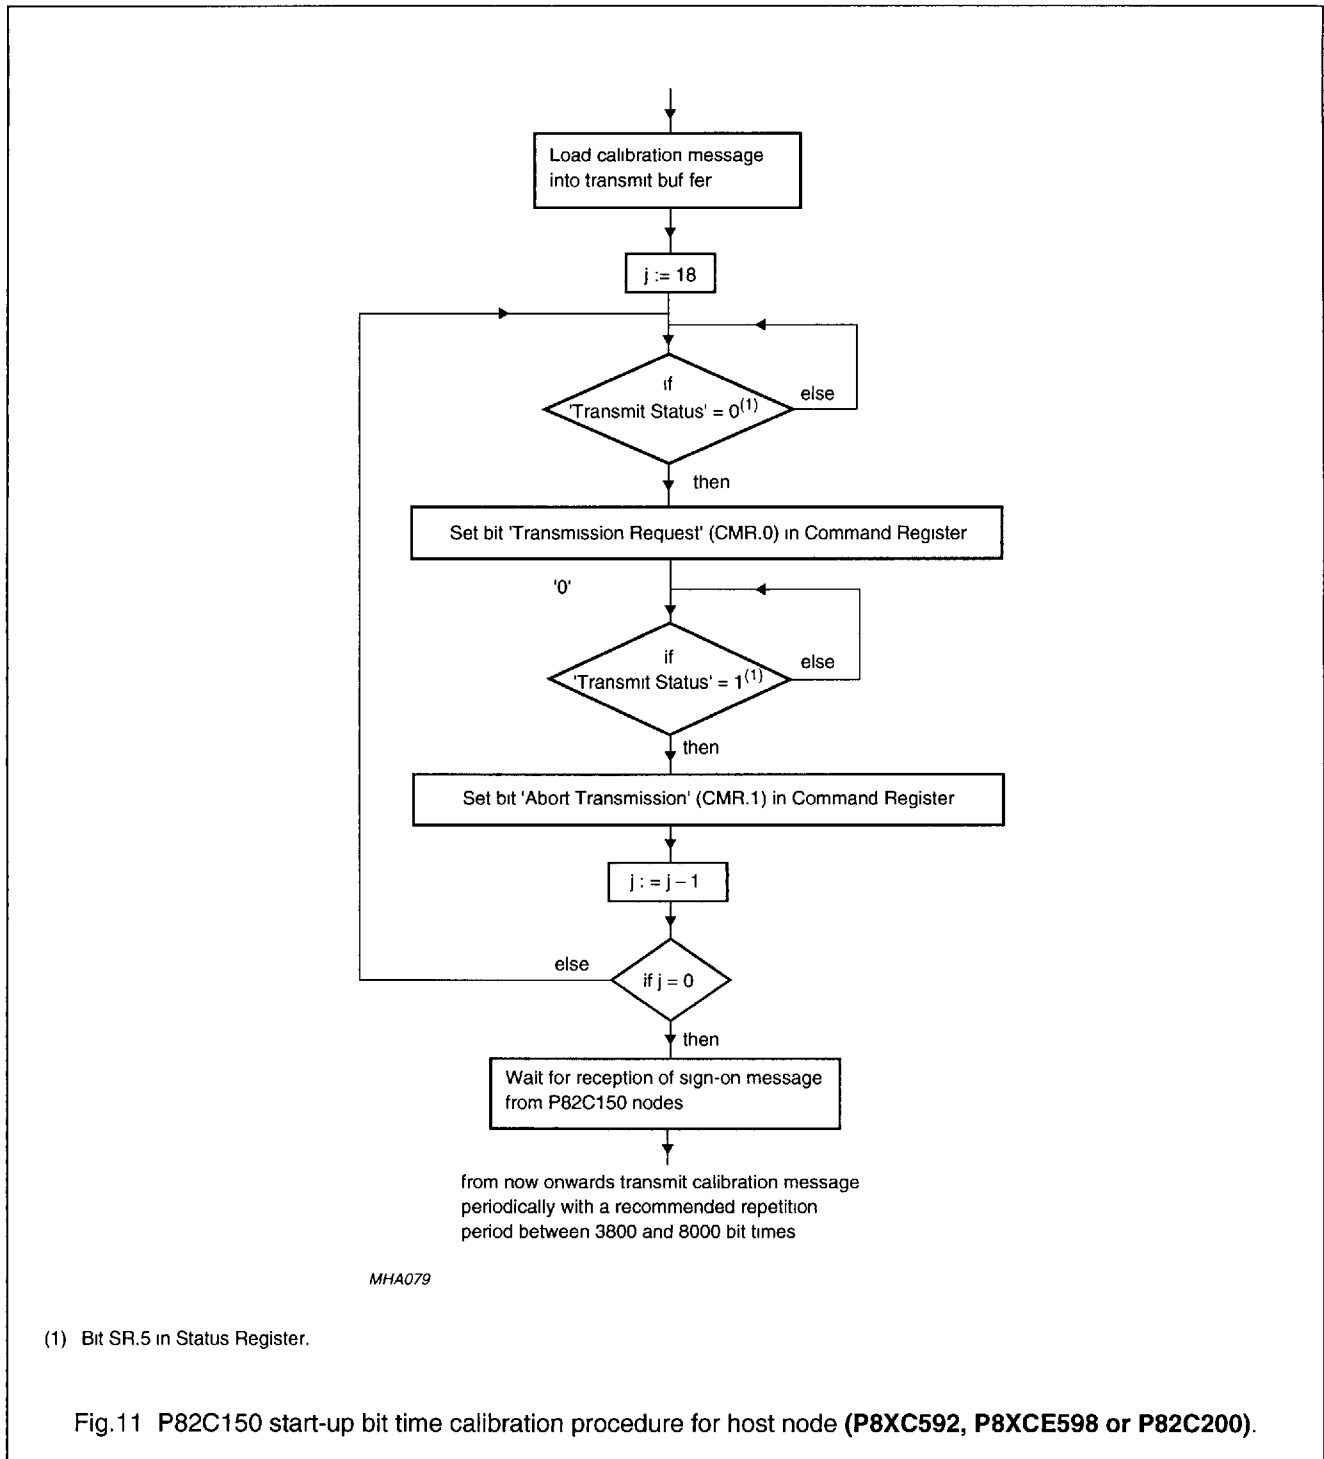 Load calibration message
into transmit buf fer
j := 18
if
'Transmit Status' = 0(1)
else
then
Set bit 'Transmission Request' (CMR.0) in Command Register
'0'
if
'Transmit Status' = 1(1)
else
then
Set bit 'Abort Transmission' (CMR.1) in Command Register
j : = j – 1
else
if j = 0
then
Wait for reception of sign-on message
from P82C150 nodes
from now onwards transmit calibration message
periodically with a recommended repetition
period between 3800 and 8000 bit times
MHA079
(1) Bit SR.5 in Status Register.
Fig.11 P82C150 start-up bit time calibration procedure for host node (P8XC592, P8XCE598 or P82C200).